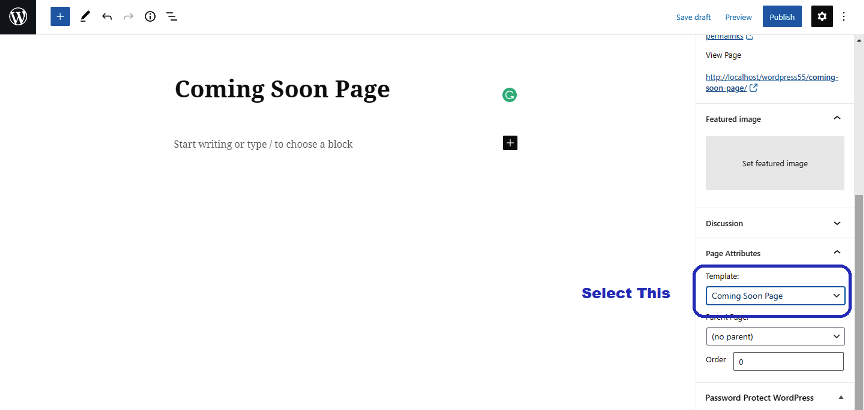 Save draft
Preview
Publish
permalinks
View Page
http://localhost/wordpress55/coming-
soon-page/
Coming Soon Page
Start writing or type / to choose a block
Featured image
Set featured image
Discussion
Page Attributes
Template:
Coming Soon Page
Select This
Parent Page:
(no parent)
Order
0
Password Protect WordPress